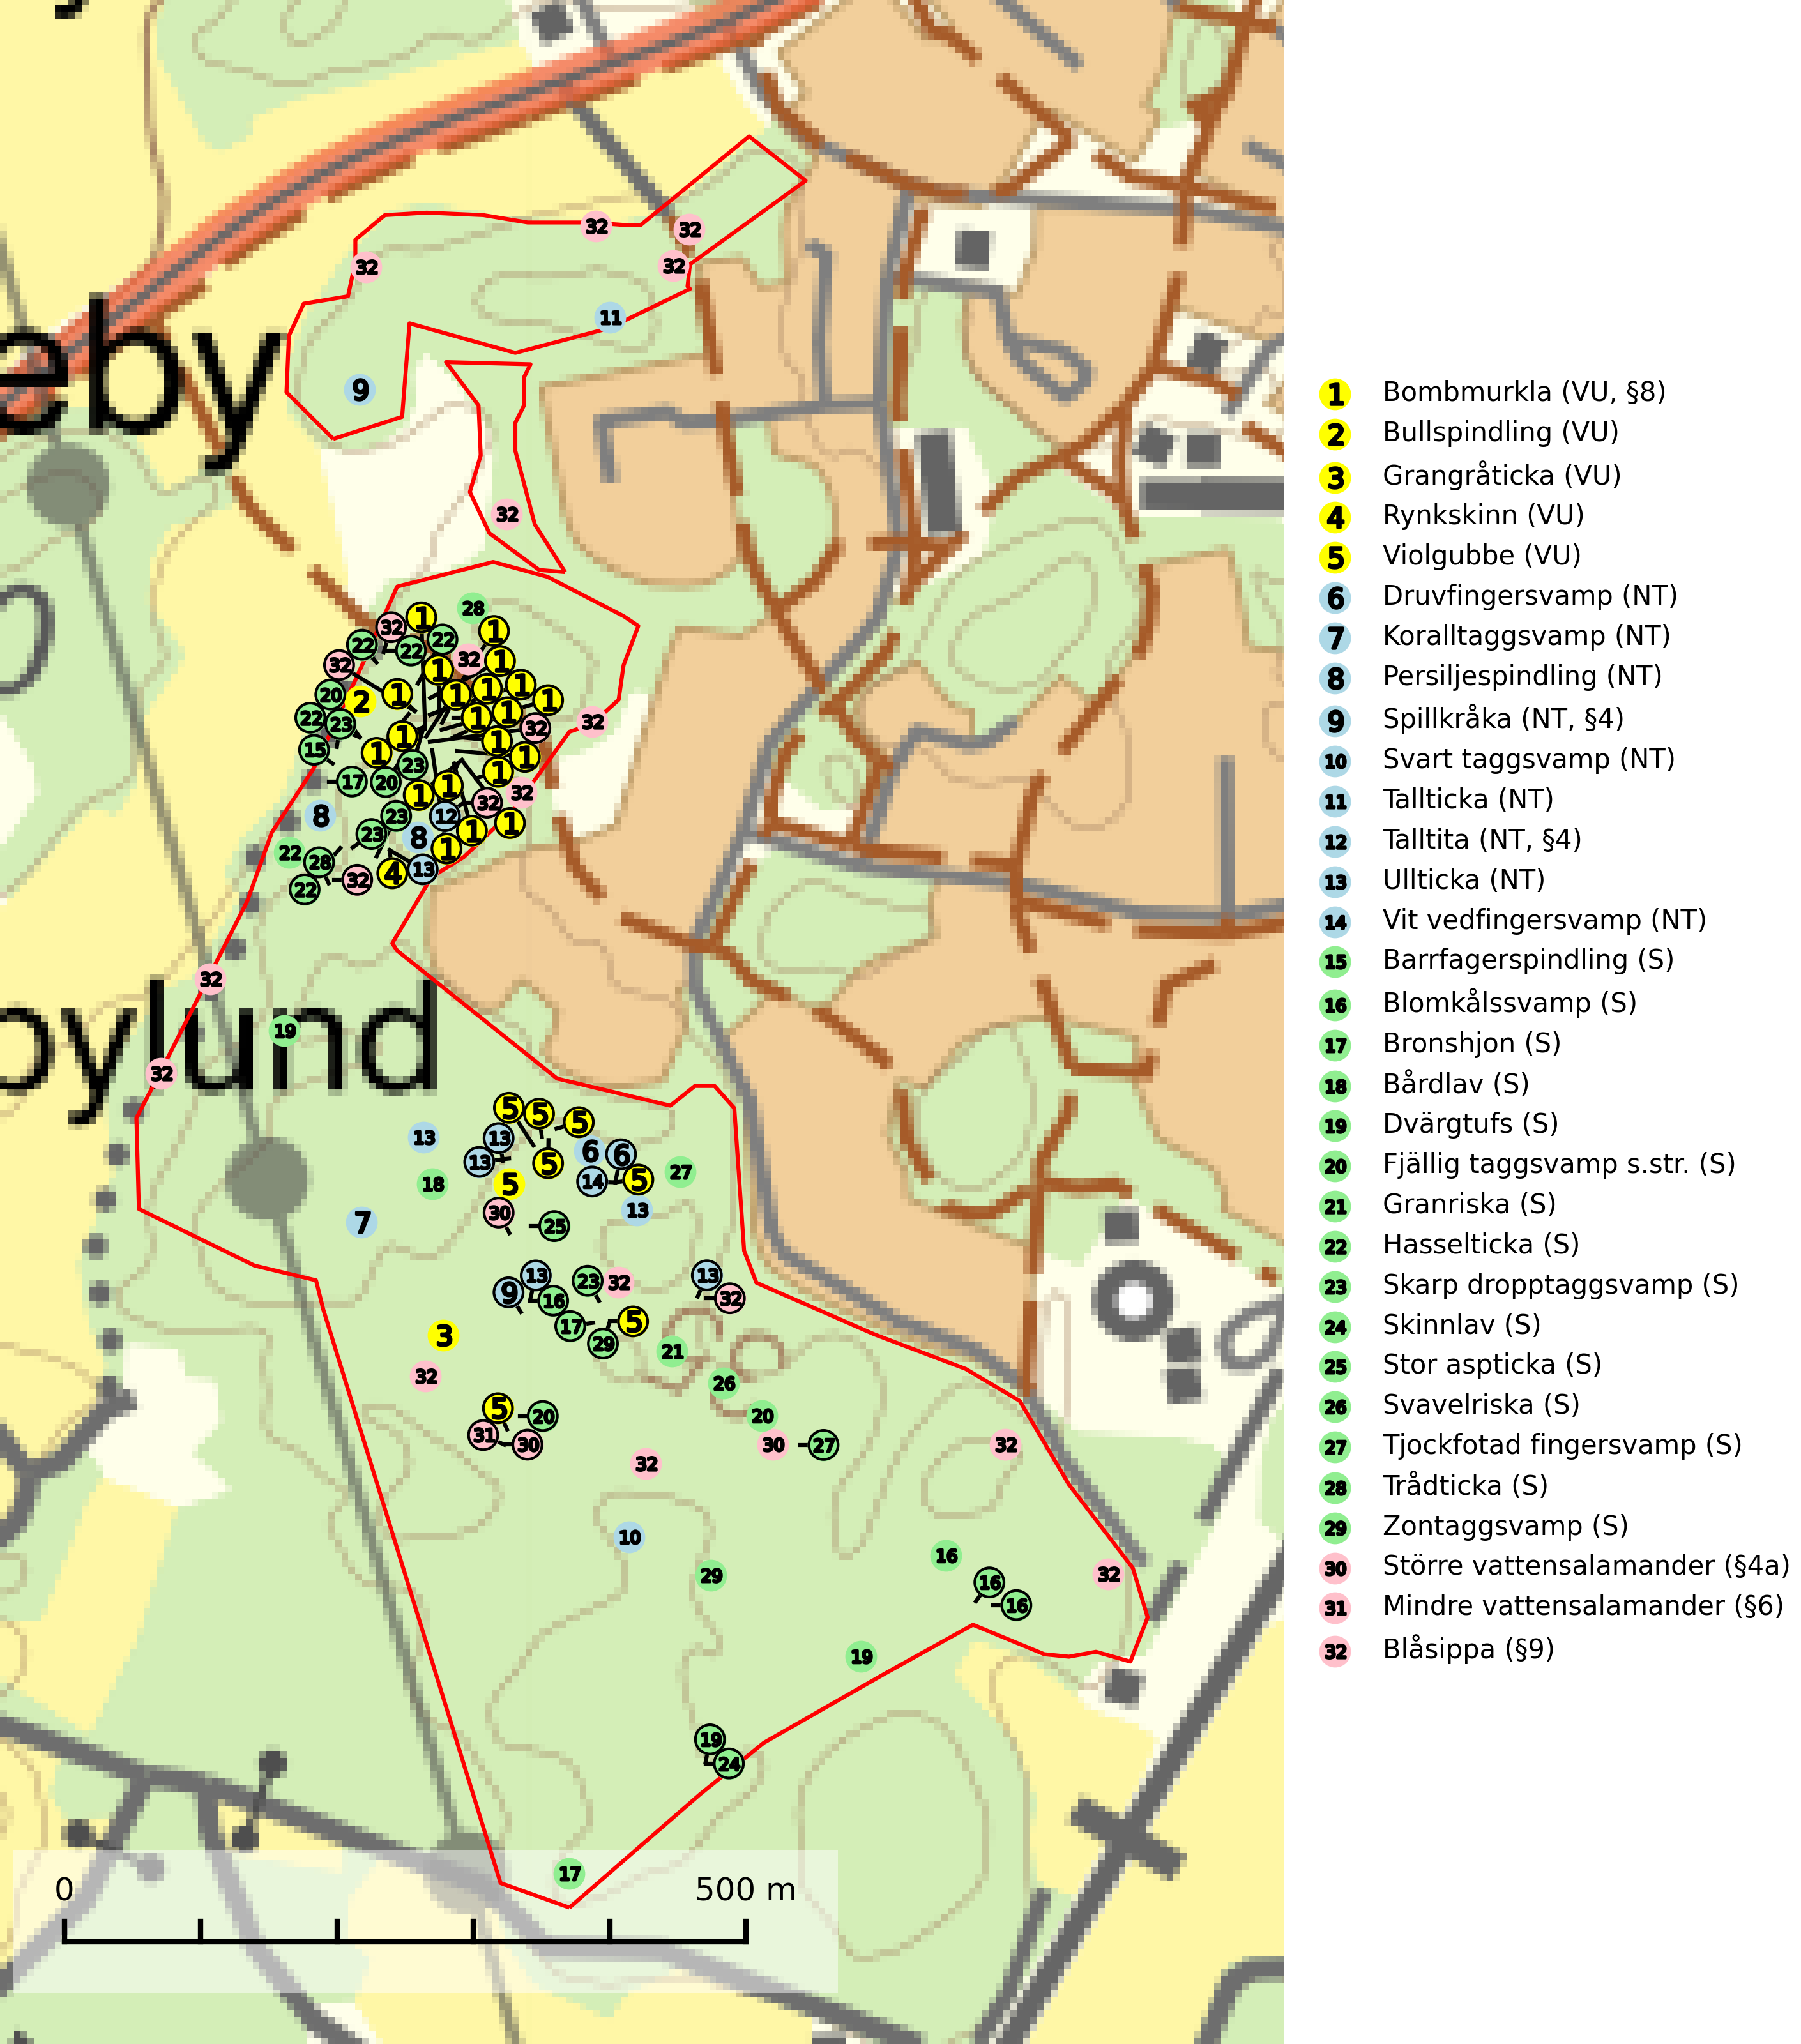 eby
bylund
0
500 m
1 Bombmurkla (VU, §8)
2 Bullspindling (VU)
3 Grangråticka (VU)
4 Rynkskinn (VU)
5 Violgubbe (VU)
6 Druvfingersvamp (NT)
7 Koralltaggsvamp (NT)
8 Persiljespindling (NT)
9 Spillkråka (NT, §4)
10 Svart taggsvamp (NT)
11 Tallticka (NT)
12 Talltita (NT, §4)
13 Ullticka (NT)
14 Vit vedfingersvamp (NT)
15 Barrfagerspindling (S)
16 Blomkålssvamp (S)
17 Bronshjon (S)
18 Bårdlav (S)
19 Dvärgtufs (S)
20 Fjällig taggsvamp s.str. (S)
21 Granriska (S)
22 Hasselticka (S)
23 Skarp dropptaggsvamp (S)
24 Skinnlav (S)
25 Stor aspticka (S)
26 Svavelriska (S)
27 Tjockfotad fingersvamp (S)
28 Trådticka (S)
29 Zontaggsvamp (S)
30 Större vattensalamander (§4a)
31 Mindre vattensalamander (§6)
32 Blåsippa (§9)